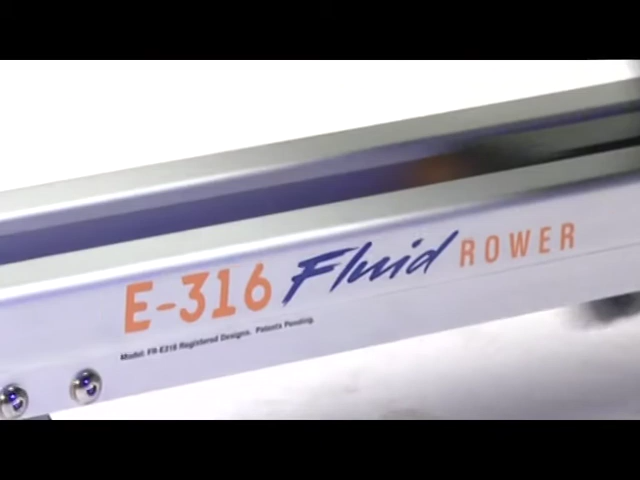 E-316 Fluid ROWER
Model: FR-E316 Registered Designs. Patents Pending.